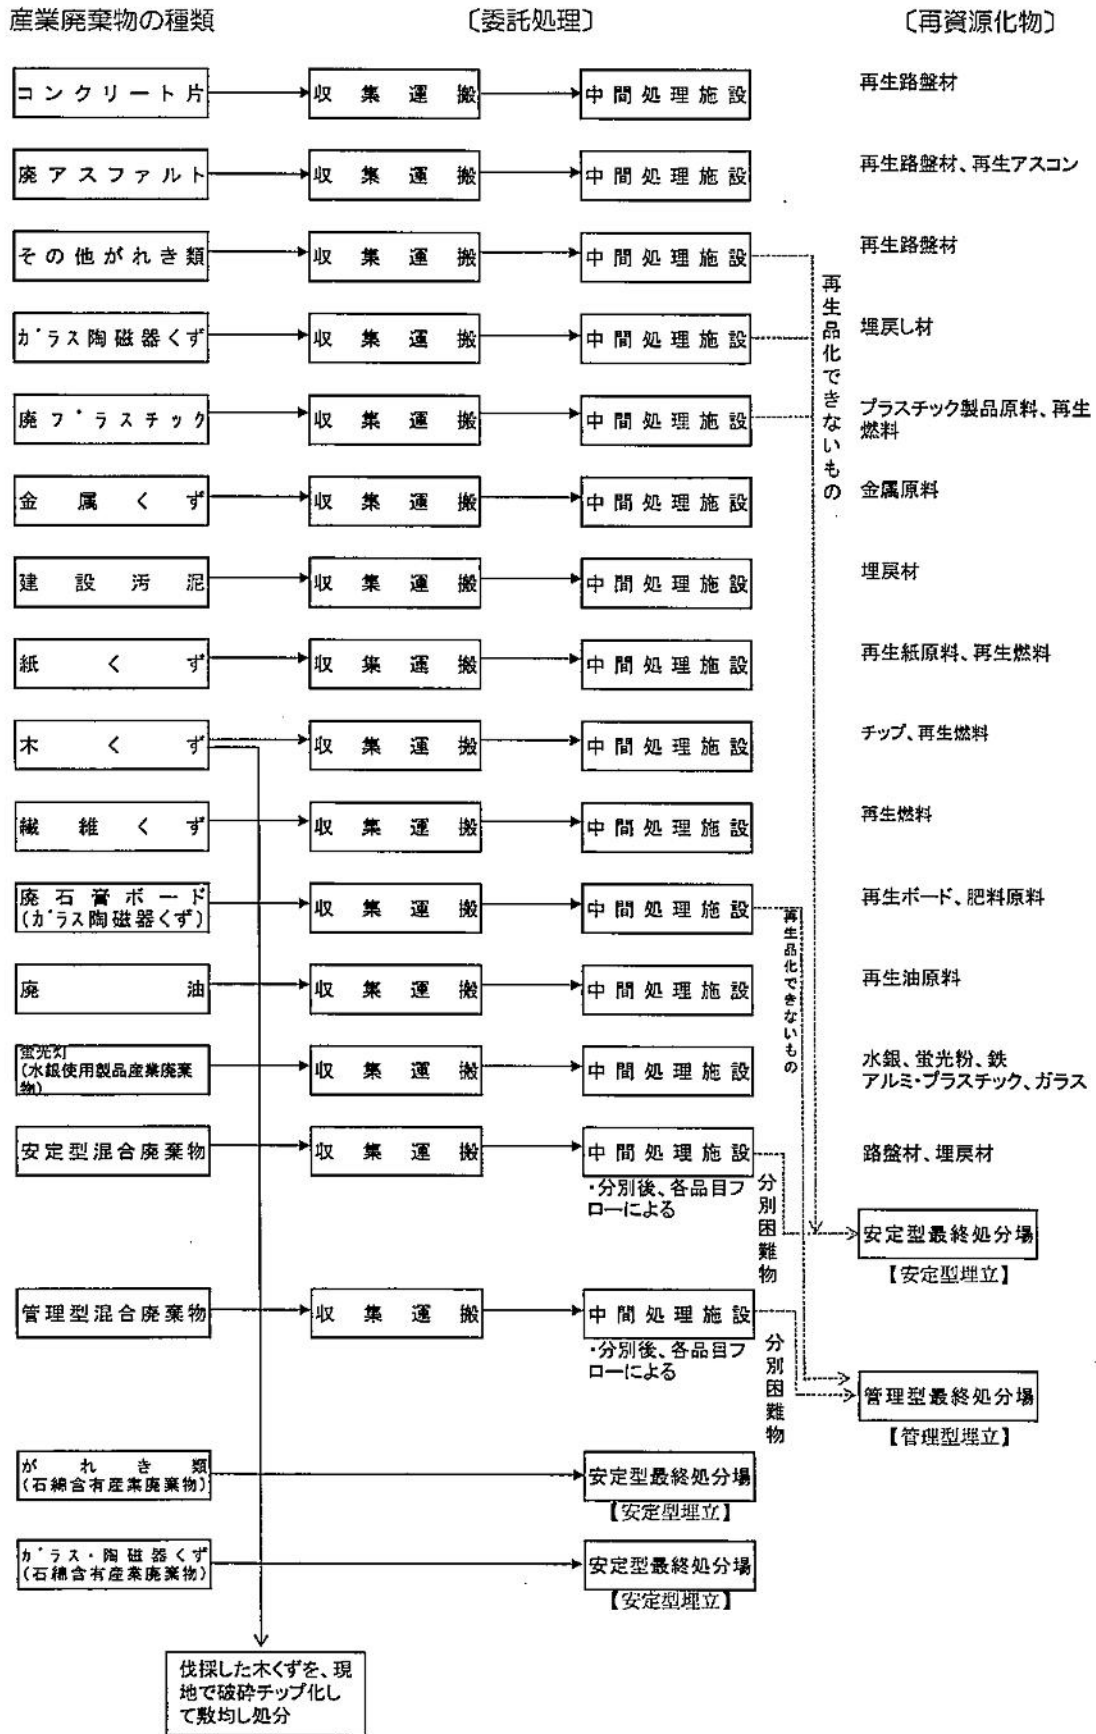 産業廃棄物の種類 〔委託処理〕 〔再資源化物〕
コンクリート片 収集運搬 中間処理施設 再生路盤材
廃アスファルト 収集運搬 中間処理施設 再生路盤材、再生アスコン
その他がれき類 収集運搬 中間処理施設 再生路盤材
再生品化できないもの
ガラス陶磁器くず 収集運搬 中間処理施設 埋戻し材
廃プラスチック 収集運搬 中間処理施設 プラスチック製品原料、再生
燃料
金属くず 収集運搬 中間処理施設 金属原料
建設汚泥 収集運搬 中間処理施設 埋戻材
紙くず 収集運搬 中間処理施設 再生紙原料、再生燃料
木くず 収集運搬 中間処理施設 チップ、再生燃料
繊維くず 収集運搬 中間処理施設 再生燃料
廃石膏ボード
(ガラス陶磁器くず) 収集運搬 中間処理施設 再生ボード、肥料原料
再生品化できないもの
廃油 収集運搬 中間処理施設 再生油原料
蛍光灯
(水銀使用製品産業廃棄
物) 収集運搬 中間処理施設 水銀、蛍光粉、鉄
アルミ・プラスチック、ガラス
安定型混合廃棄物 収集運搬 中間処理施設 路盤材、埋戻材
・分別後、各品目フ
ローによる
分別困難物
安定型最終処分場
【安定型埋立】
管理型混合廃棄物 収集運搬 中間処理施設
・分別後、各品目フ
ローによる
分別困難物
管理型最終処分場
【管理型埋立】
がれき類
(石綿含有産業廃棄物) 安定型最終処分場
【安定型埋立】
ガラス・陶磁器くず
(石綿含有産業廃棄物) 安定型最終処分場
【安定型埋立】
伐採した木くずを、現
地で破砕チップ化し
て敷均し処分